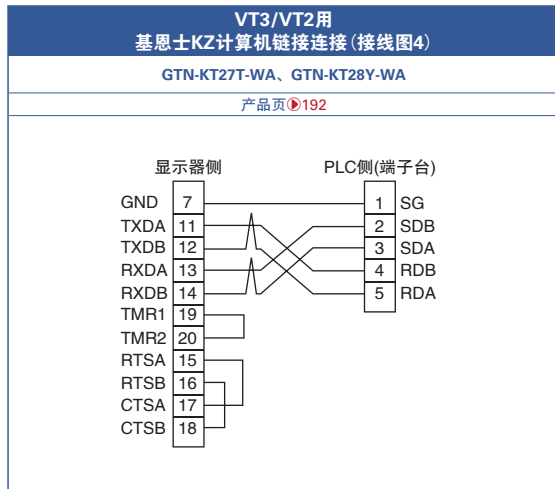 VT3/VT2用
基恩士KZ计算机链接连接(接线图4)
GTN-KT27T-WA、GTN-KT28Y-WA
产品页▶192
显示器侧 PLC侧(端子台)
GND 7 1 SG
TXDA 11 2 SDB
TXDB 12 3 SDA
RXDA 13 4 RDB
RXDB 14 5 RDA
TMR1 19
TMR2 20
RTSA 15
RTSB 16
CTSA 17
CTSB 18